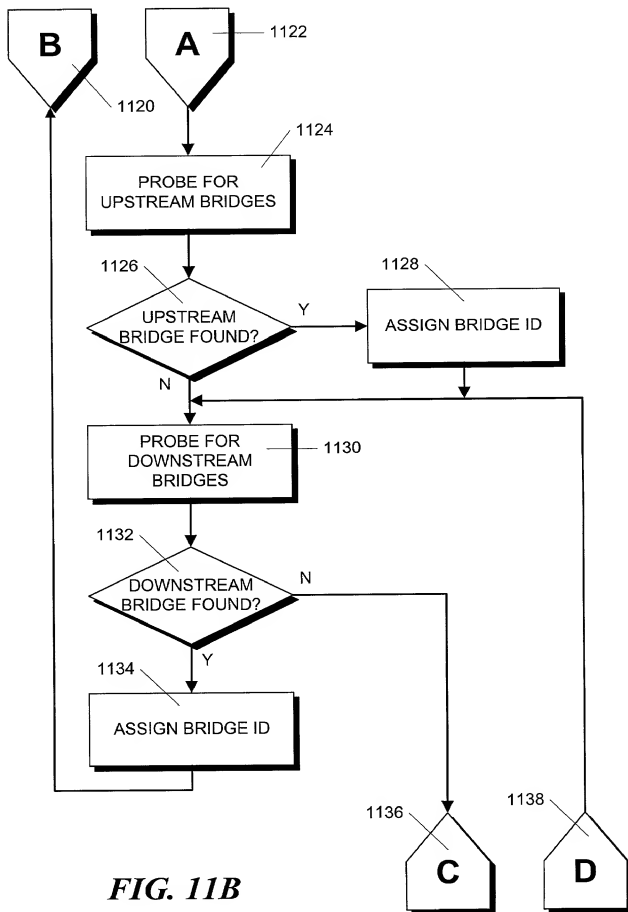 B
A
1122
1120
1124
PROBE FOR
UPSTREAM BRIDGES
1126
1128
UPSTREAM
BRIDGE FOUND?
Y
ASSIGN BRIDGE ID
N
PROBE FOR
DOWNSTREAM
BRIDGES
1130
1132
DOWNSTREAM
BRIDGE FOUND?
N
Y
1134
ASSIGN BRIDGE ID
1136
1138
C
D
FIG. 11B